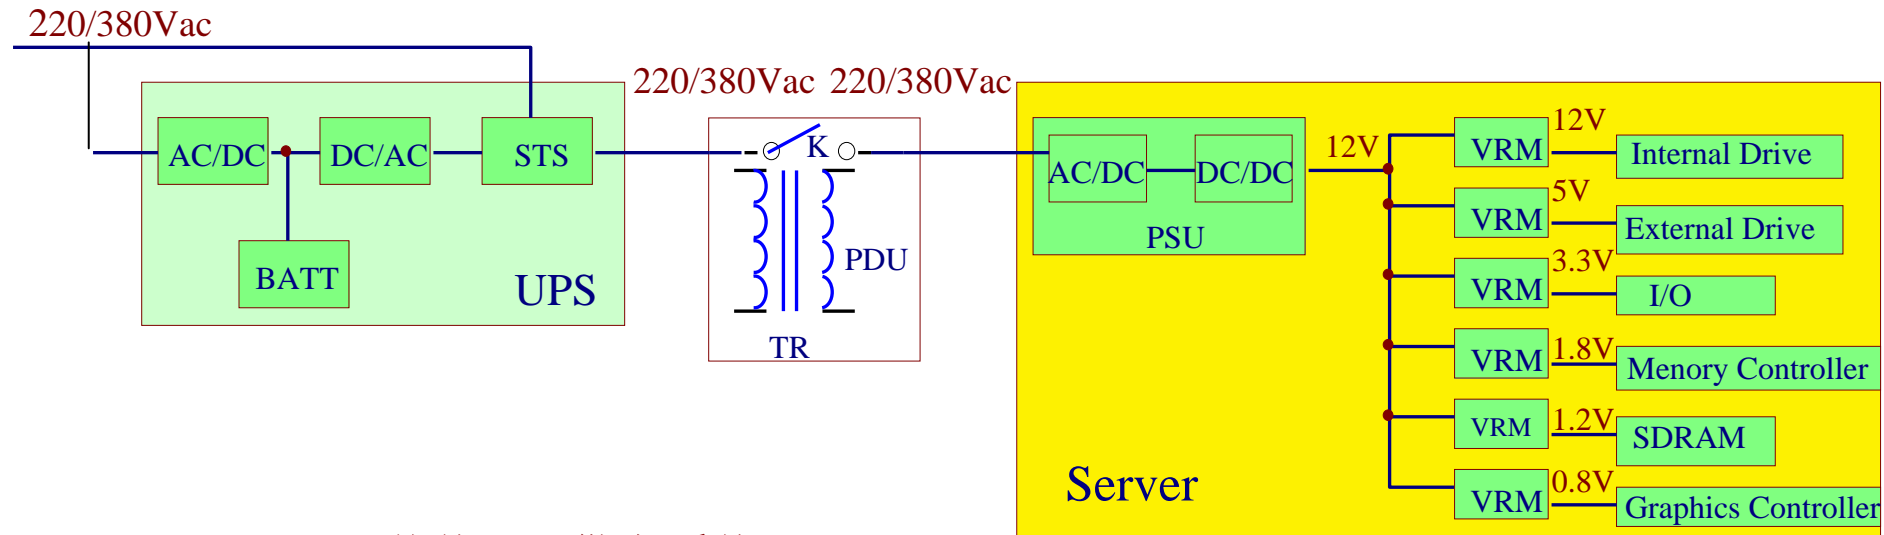 220/380Vac
220/380Vac 220/380Vac
AC/DC
DC/AC
STS
BATT
UPS
K
PDU
TR
AC/DC
DC/DC
PSU
12V
Server
VRM
12V
Internal Drive
VRM
5V
External Drive
VRM
3.3V
I/O
VRM
1.8V
Menory Controller
VRM
1.2V
SDRAM
VRM
0.8V
Graphics Controller